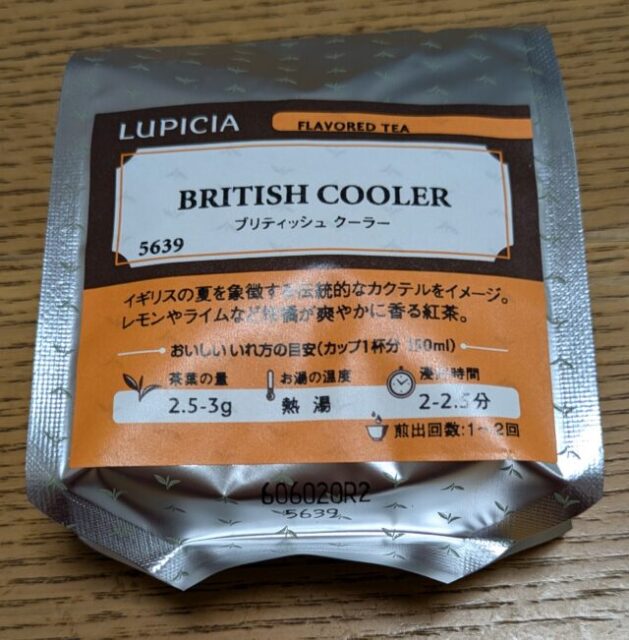 LUPICIA
FLAVORED TEA
BRITISH COOLER
ブリティッシュ クーラー
5639
イギリスの夏を象徴する伝統的なカクテルをイメージ。
レモンやライムなど柑橘が爽やかに香る紅茶。
おいしいいれ方の目安(カップ1杯分 150ml)
茶葉の量
2.5-3g
お湯の温度
熱湯
浸出時間
2-2.5分
煎出回数:1~2回
606020R2
5639